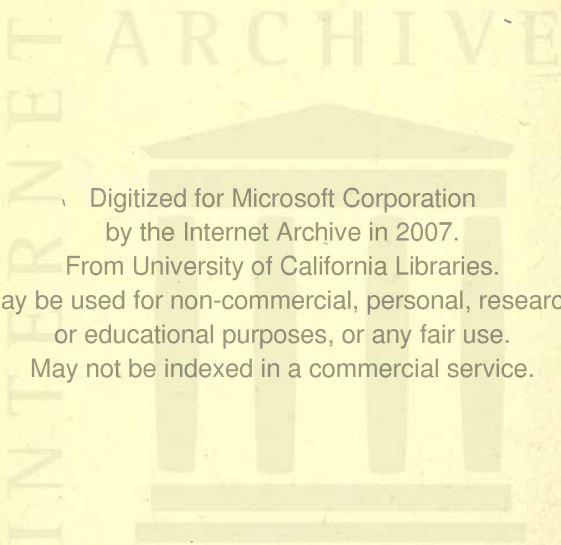 INTERNET ARCHIVE
Digitized for Microsoft Corporation
by the Internet Archive in 2007.
From University of California Libraries.
ay be used for non-commercial, personal, researc
or educational purposes, or any fair use.
May not be indexed in a commercial service.